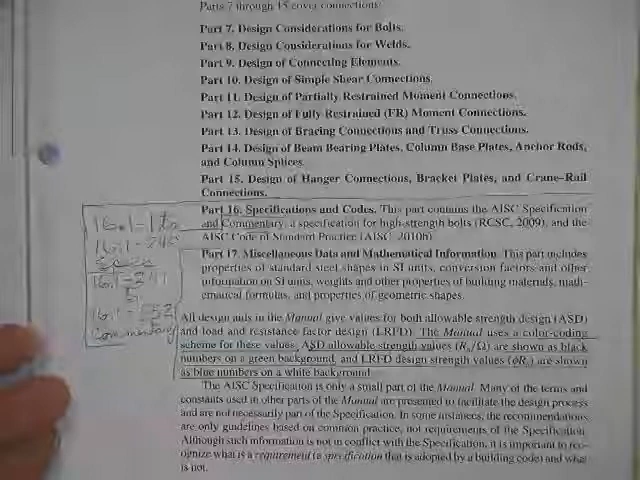 Parts 7 through 15 cover connections:
Part 7. Design Considerations for Bolts.
Part 8. Design Considerations for Welds.
Part 9. Design of Connecting Elements.
Part 10. Design of Simple Shear Connections.
Part 11. Design of Partially Restrained Moment Connections.
Part 12. Design of Fully Restrained (FR) Moment Connections.
Part 13. Design of Bracing Connections and Truss Connections.
Part 14. Design of Beam Bearing Plates, Column Base Plates, Anchor Rods,
and Column Splices.
Part 15. Design of Hanger Connections, Bracket Plates, and Crane–Rail
Connections.
Part 16. Specifications and Codes. This part contains the AISC Specification
and Commentary, a specification for high-strength bolts (RCSC, 2009), and the
AISC Code of Standard Practice (AISC, 2010b).
Part 17. Miscellaneous Data and Mathematical Information. This part includes
properties of standard steel shapes in SI units, conversion factors and other
information on SI units, weights and other properties of building materials, math-
ematical formulas, and properties of geometric shapes.
16.1-1 to
16.1-
16.1-
to
16.1-
Commentary
All design aids in the Manual give values for both allowable strength design (ASD)
and load and resistance factor design (LRFD). The Manual uses a color-coding
scheme for these values: ASD allowable strength values (Rn/Ω) are shown as black
numbers on a green background, and LRFD design strength values (ϕRn) are shown
as blue numbers on a white background.
The AISC Specification is only a small part of the Manual. Many of the terms and
constants used in other parts of the Manual are presented to facilitate the design process
and are not necessarily part of the Specification. In some instances, the recommendations
are only guidelines based on common practice, not requirements of the Specification.
Although such information is not in conflict with the Specification, it is important to rec-
ognize what is a requirement (a specification that is adopted by a building code) and what
is not.